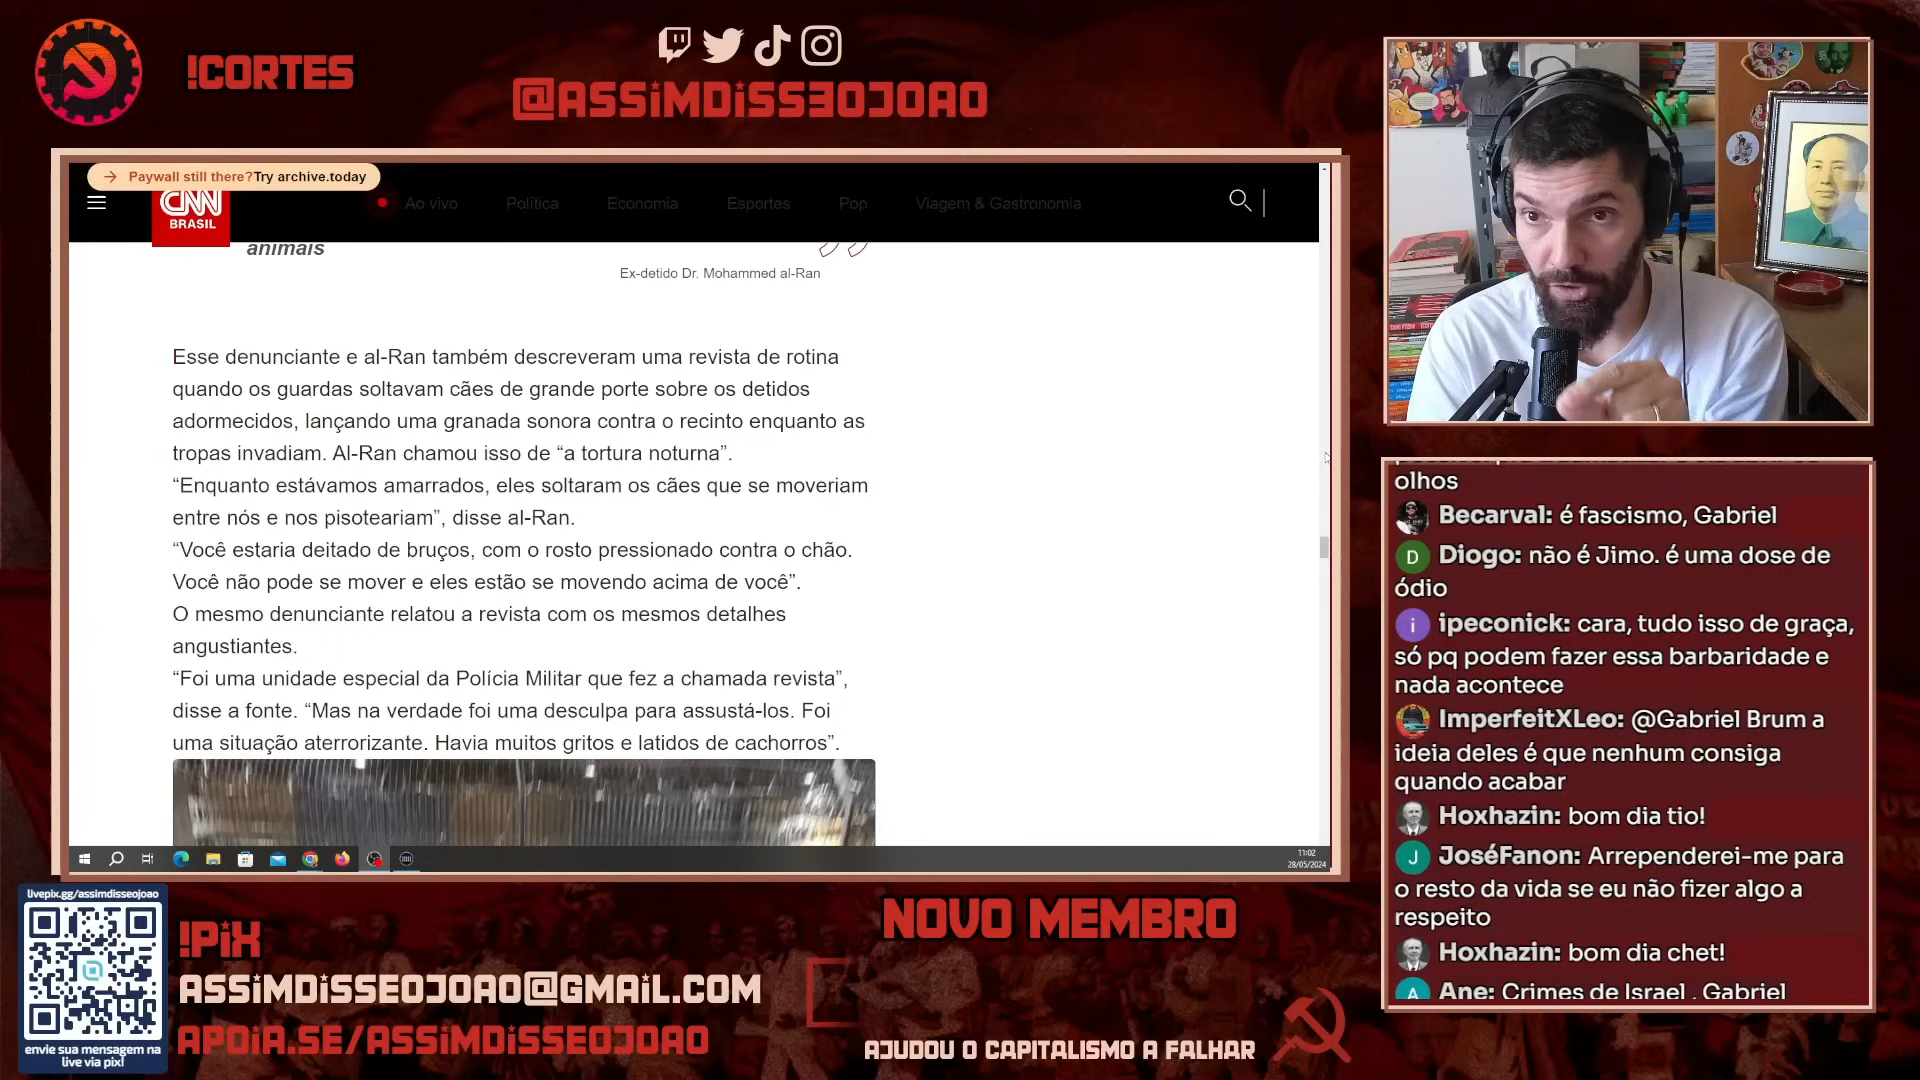 !CORTES
@ASSIMDISSEOJOAO
→ Paywall still there? Try archive.today
CNN
BRASIL
Ao vivo
Política
Economia
Esportes
Pop
Viagem & Gastronomia
animais
Ex-detido Dr. Mohammed al-Ran
Esse denunciante e al-Ran também descreveram uma revista de rotina
quando os guardas soltavam cães de grande porte sobre os detidos
adormecidos, lançando uma granada sonora contra o recinto enquanto as
tropas invadiam. Al-Ran chamou isso de “a tortura noturna”.
“Enquanto estávamos amarrados, eles soltaram os cães que se moveriam
entre nós e nos pisoteariam”, disse al-Ran.
“Você estaria deitado de bruços, com o rosto pressionado contra o chão.
Você não pode se mover e eles estão se movendo acima de você”.
O mesmo denunciante relatou a revista com os mesmos detalhes
angustiantes.
“Foi uma unidade especial da Polícia Militar que fez a chamada revista”,
disse a fonte. “Mas na verdade foi uma desculpa para assustá-los. Foi
uma situação aterrorizante. Havia muitos gritos e latidos de cachorros”.
11:02
28/05/2024
olhos
Becarval: é fascismo, Gabriel
D Diogo: não é Jimo. é uma dose de
ódio
i ipeconick: cara, tudo isso de graça,
só pq podem fazer essa barbaridade e
nada acontece
ImperfeitXLeo: @Gabriel Brum a
ideia deles é que nenhum consiga
quando acabar
Hoxhazin: bom dia tio!
J JoséFanon: Arrependerei-me para
o resto da vida se eu não fizer algo a
respeito
Hoxhazin: bom dia chet!
A Ane: Crimes de Israel , Gabriel
livepix.gg/assimdisseojoao
envie sua mensagem na
live via pix!
!PIX
ASSIMDISSEOJOAO@GMAIL.COM
APOIA.SE/ASSIMDISSEOJOAO
NOVO MEMBRO
AJUDOU O CAPITALISMO A FALHAR